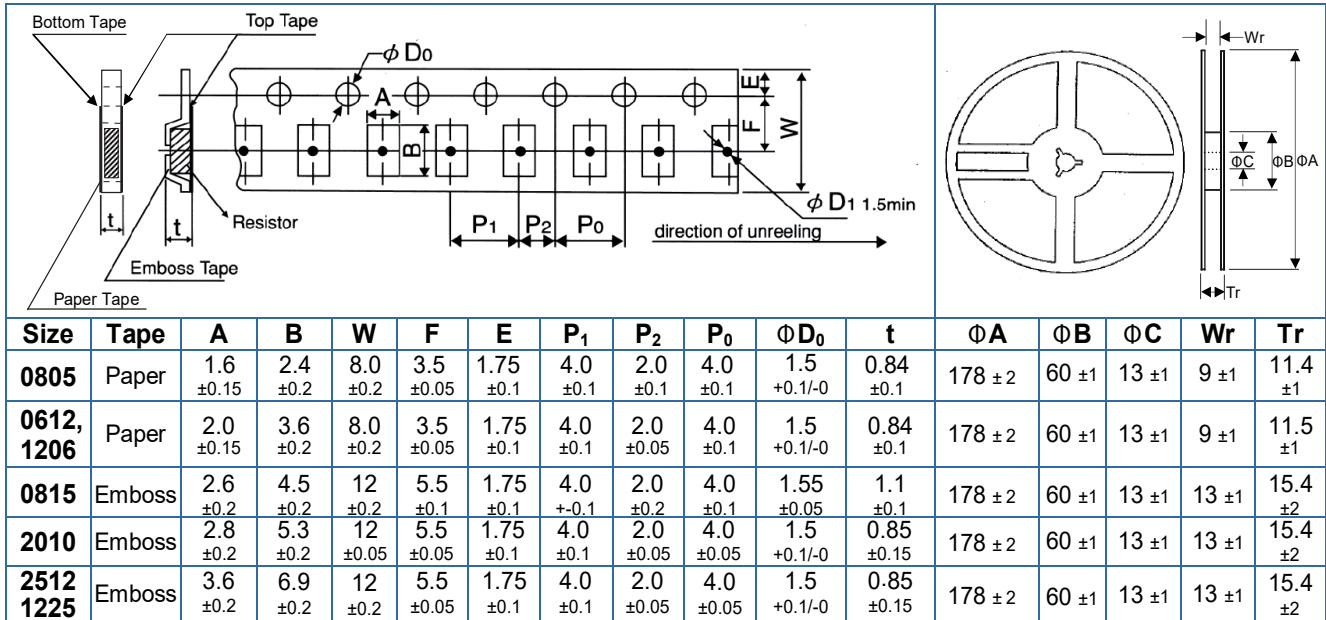 Bottom Tape
Top Tape
ϕ D0
A
B
E
F
W
t
t
Resistor
Emboss Tape
Paper Tape
P1
P2
P0
ϕ D1 1.5min
direction of unreeling
Wr
ΦC
ΦB
ΦA
Tr
Size Tape A B W F E P1 P2 P0 ΦD0 t ΦA ΦB ΦC Wr Tr
0805 Paper 1.6 2.4 8.0 3.5 1.75 4.0 2.0 4.0 1.5 0.84 178 ±2 60 ±1 13 ±1 9 ±1 11.4
±0.15 ±0.2 ±0.2 ±0.05 ±0.1 ±0.1 ±0.1 ±0.1 +0.1/-0 ±0.1 ±1
0612, 1206 Paper 2.0 3.6 8.0 3.5 1.75 4.0 2.0 4.0 1.5 0.84 178 ±2 60 ±1 13 ±1 9 ±1 11.5
±0.15 ±0.2 ±0.2 ±0.05 ±0.1 ±0.1 ±0.05 ±0.1 +0.1/-0 ±0.1 ±1
0815 Emboss 2.6 4.5 12 5.5 1.75 4.0 2.0 4.0 1.55 1.1 178 ±2 60 ±1 13 ±1 13 ±1 15.4
±0.2 ±0.2 ±0.2 ±0.1 ±0.1 +-0.1 ±0.2 ±0.1 ±0.05 ±0.1 ±2
2010 Emboss 2.8 5.3 12 5.5 1.75 4.0 2.0 4.0 1.5 0.85 178 ±2 60 ±1 13 ±1 13 ±1 15.4
±0.2 ±0.2 ±0.05 ±0.05 ±0.1 ±0.1 ±0.05 ±0.05 +0.1/-0 ±0.15 ±2
2512 1225 Emboss 3.6 6.9 12 5.5 1.75 4.0 2.0 4.0 1.5 0.85 178 ±2 60 ±1 13 ±1 13 ±1 15.4
±0.2 ±0.2 ±0.2 ±0.05 ±0.1 ±0.1 ±0.05 ±0.05 +0.1/-0 ±0.15 ±2